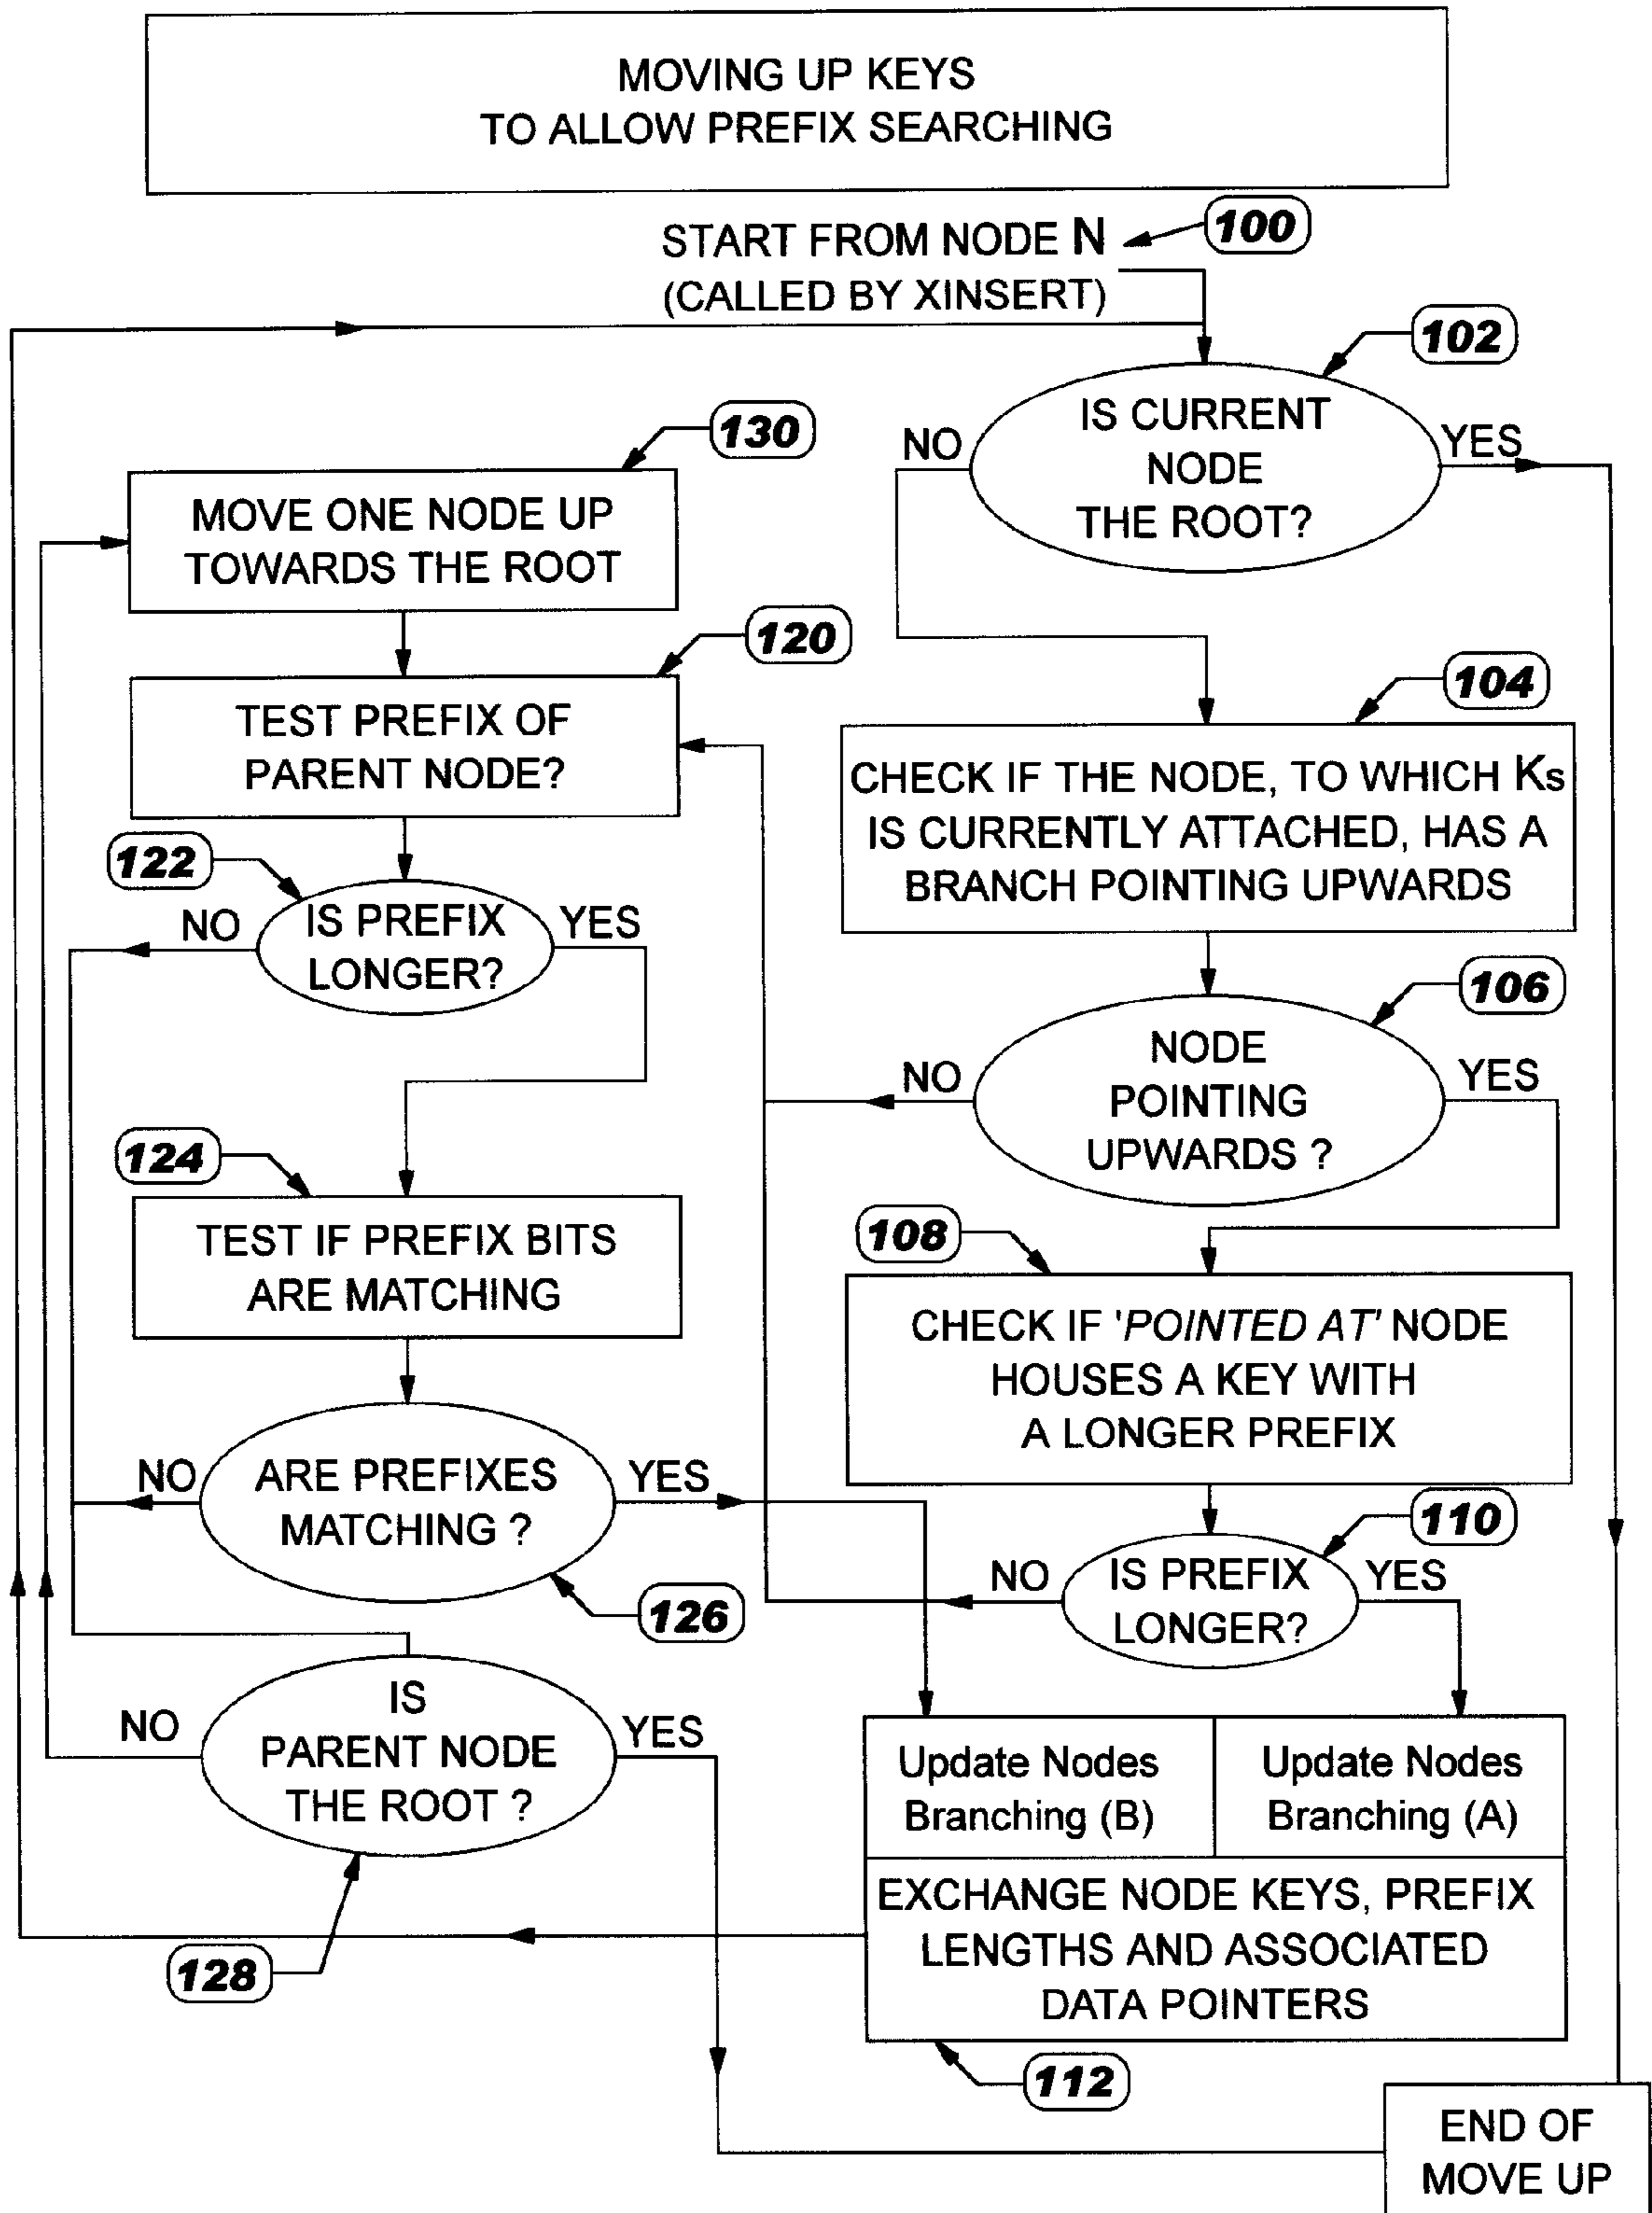 MOVING UP KEYS
TO ALLOW PREFIX SEARCHING
START FROM NODE N
100
(CALLED BY XINSERT)
102
IS CURRENT
NODE
THE ROOT?
NO
YES
130
MOVE ONE NODE UP
TOWARDS THE ROOT
120
TEST PREFIX OF
PARENT NODE?
104
CHECK IF THE NODE, TO WHICH Ks
IS CURRENTLY ATTACHED, HAS A
BRANCH POINTING UPWARDS
122
IS PREFIX
LONGER?
NO
YES
106
NODE
POINTING
UPWARDS ?
NO
YES
124
TEST IF PREFIX BITS
ARE MATCHING
108
CHECK IF 'POINTED AT' NODE
HOUSES A KEY WITH
A LONGER PREFIX
ARE PREFIXES
MATCHING ?
NO
YES
126
110
IS PREFIX
LONGER?
NO
YES
IS
PARENT NODE
THE ROOT ?
NO
YES
128
Update Nodes
Branching (B)
Update Nodes
Branching (A)
EXCHANGE NODE KEYS, PREFIX
LENGTHS AND ASSOCIATED
DATA POINTERS
112
END OF
MOVE UP